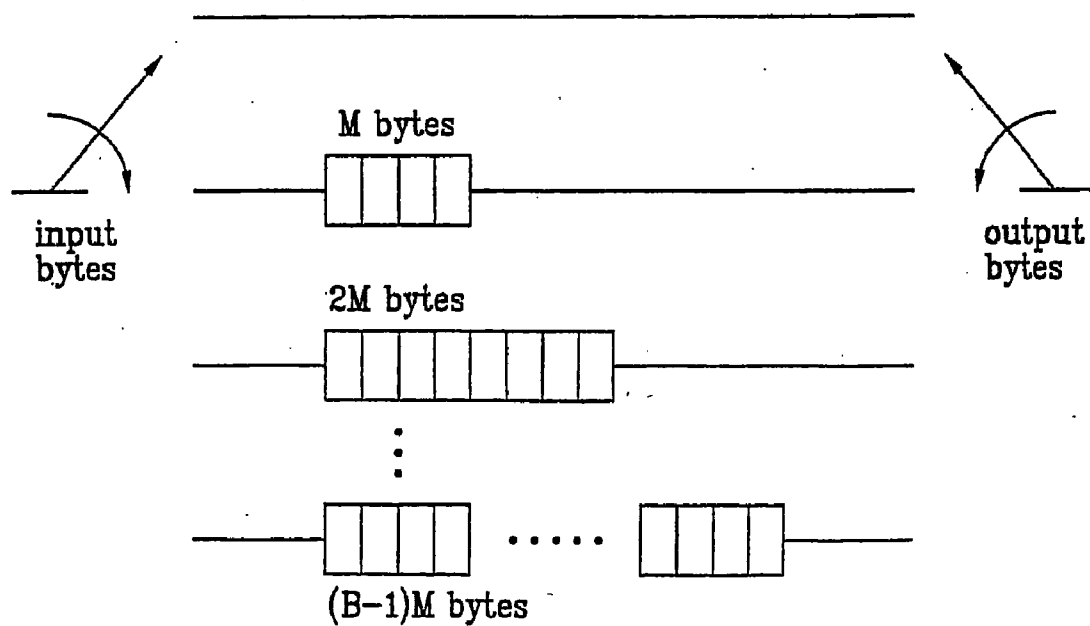 M bytes
input
bytes
output
bytes
2M bytes
(B-1)M bytes